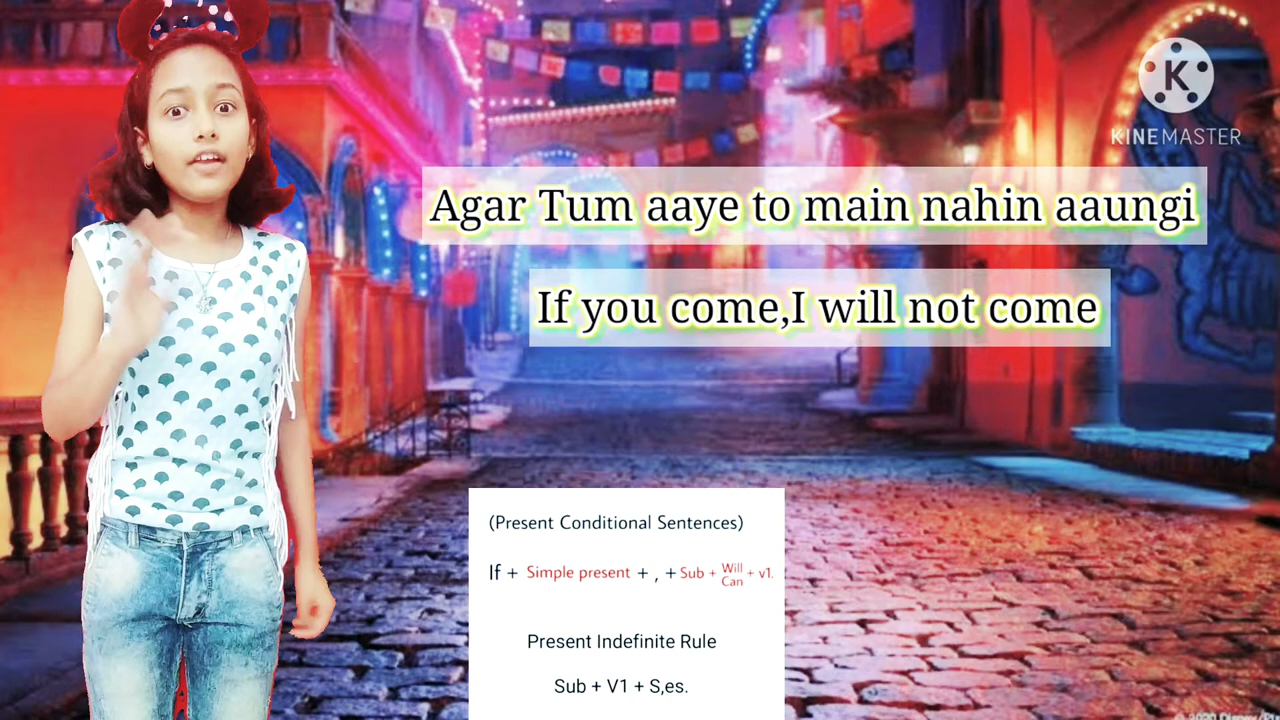 KINEMASTER
Agar Tum aaye to main nahin aaungi
If you come,I will not come
(Present Conditional Sentences)
If + Simple present + , + Sub + Will Can + v1.
Present Indefinite Rule
Sub + V1 + S,es.